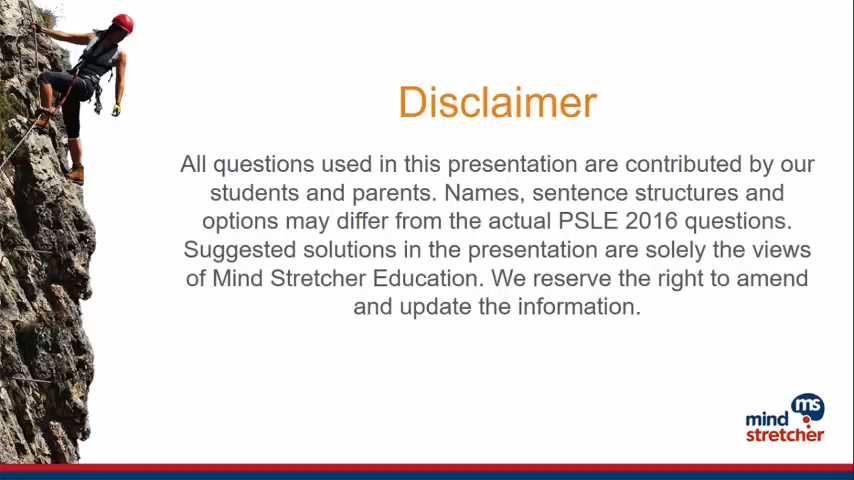 Disclaimer
All questions used in this presentation are contributed by our
students and parents. Names, sentence structures and
options may differ from the actual PSLE 2016 questions.
Suggested solutions in the presentation are solely the views
of Mind Stretcher Education. We reserve the right to amend
and update the information.
ms
mind
stretcher